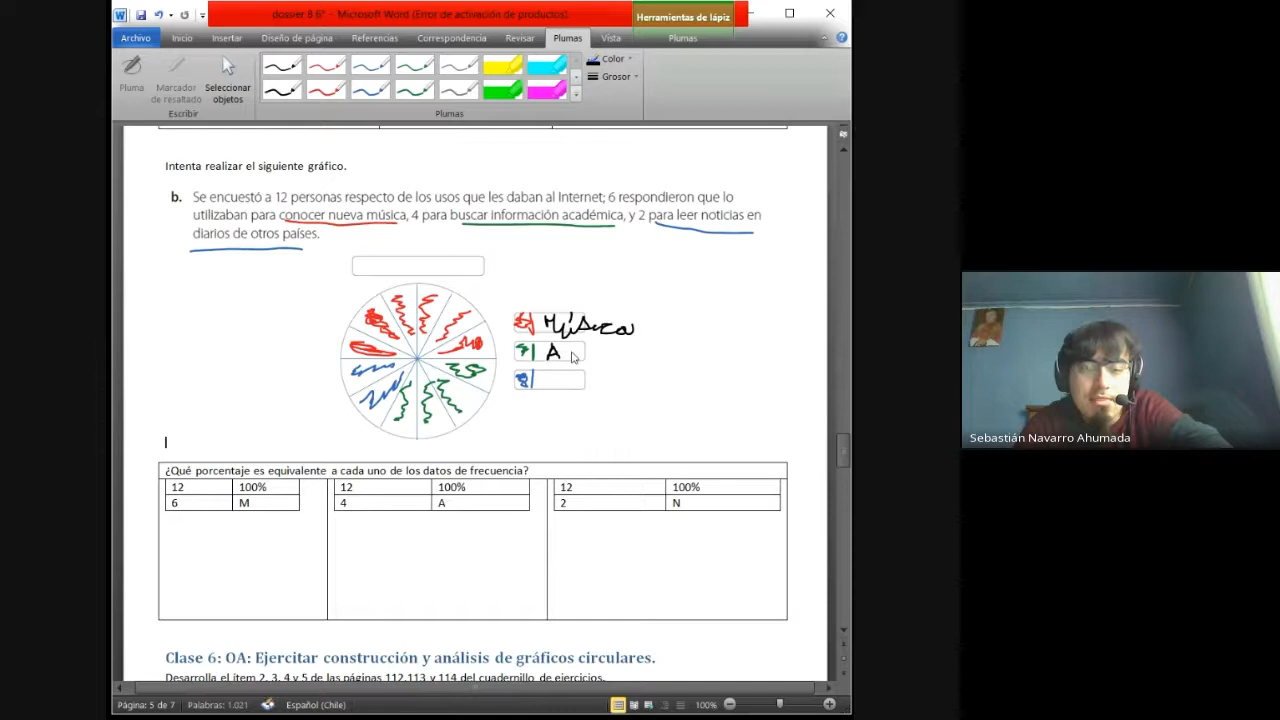 dossier 8 6° - Microsoft Word (Error de activación de productos)
Herramientas de lápiz
Archivo Inicio Insertar Diseño de página Referencias Correspondencia Revisar Plumas Vista Plumas
Color
Grosor
Pluma Marcador de resaltado Seleccionar objetos
Escribir Plumas
Intenta realizar el siguiente gráfico.
b. Se encuestó a 12 personas respecto de los usos que les daban al Internet; 6 respondieron que lo
utilizaban para conocer nueva música, 4 para buscar información académica, y 2 para leer noticias en
diarios de otros países.
Música
A
¿Qué porcentaje es equivalente a cada uno de los datos de frecuencia?
12 100% 12 100% 12 100%
6 M 4 A 2 N
Clase 6: OA: Ejercitar construcción y análisis de gráficos circulares.
Desarrolla el ítem 2, 3, 4 y 5 de las páginas 112,113 y 114 del cuadernillo de ejercicios.
Página: 5 de 7 Palabras: 1.021 Español (Chile) 100%
Sebastián Navarro Ahumada